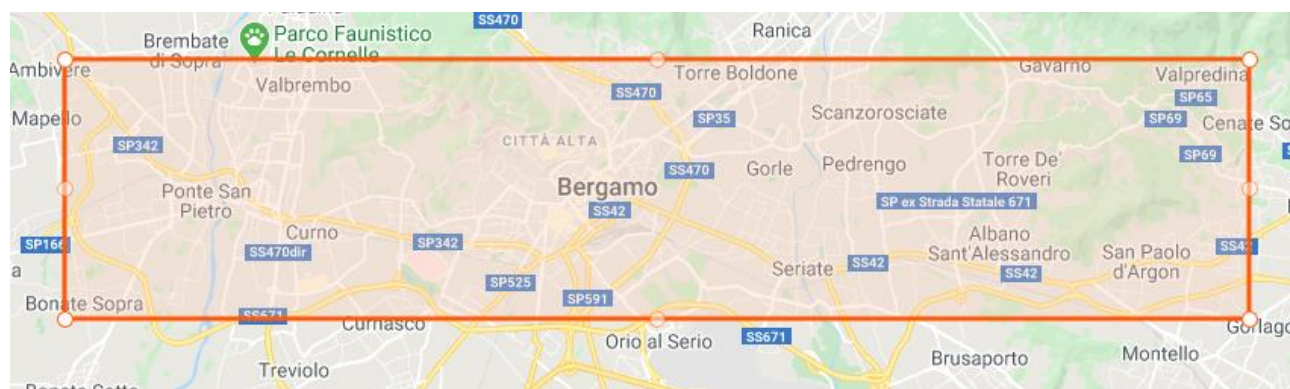 SS470
Parco Faunistico
Le Cornelle
Brembate
di Sopra
Ranica
Ambivere
Valbrembo
Torre Boldone
Gavarno
Valpredina
SS470
SP65
Mapello
SP35
Scanzorosciate
SP69
Cenate So
SP342
CITTÀ ALTA
SP69
SS470
Gorle
Pedrengo
Torre De'
Roveri
Ponte San
Pietro
Bergamo
SS42
SP ex Strada Statale 671
Curno
SP342
SP166
SS470dir
Albano
Sant'Alessandro
San Paolo
d'Argon
Seriate
SS42
SS42
SP525
SP591
Bonate Sopra
SS671
Curnasco
Orio al Serio
SS671
Gorlago
Brusaporto
Montello
Treviolo